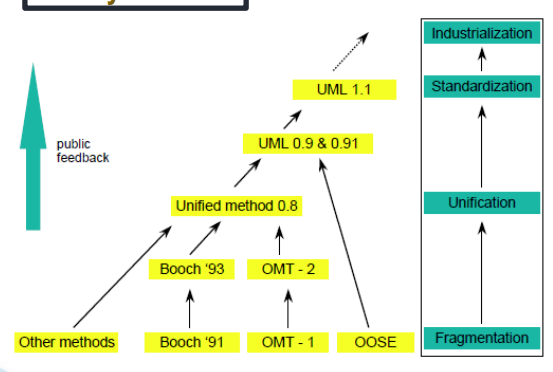 Industrialization
UML 1.1
Standardization
public
feedback
UML 0.9 & 0.91
Unified method 0.8
Unification
Booch ‘93
OMT - 2
Other methods
Booch ‘91
OMT - 1
OOSE
Fragmentation